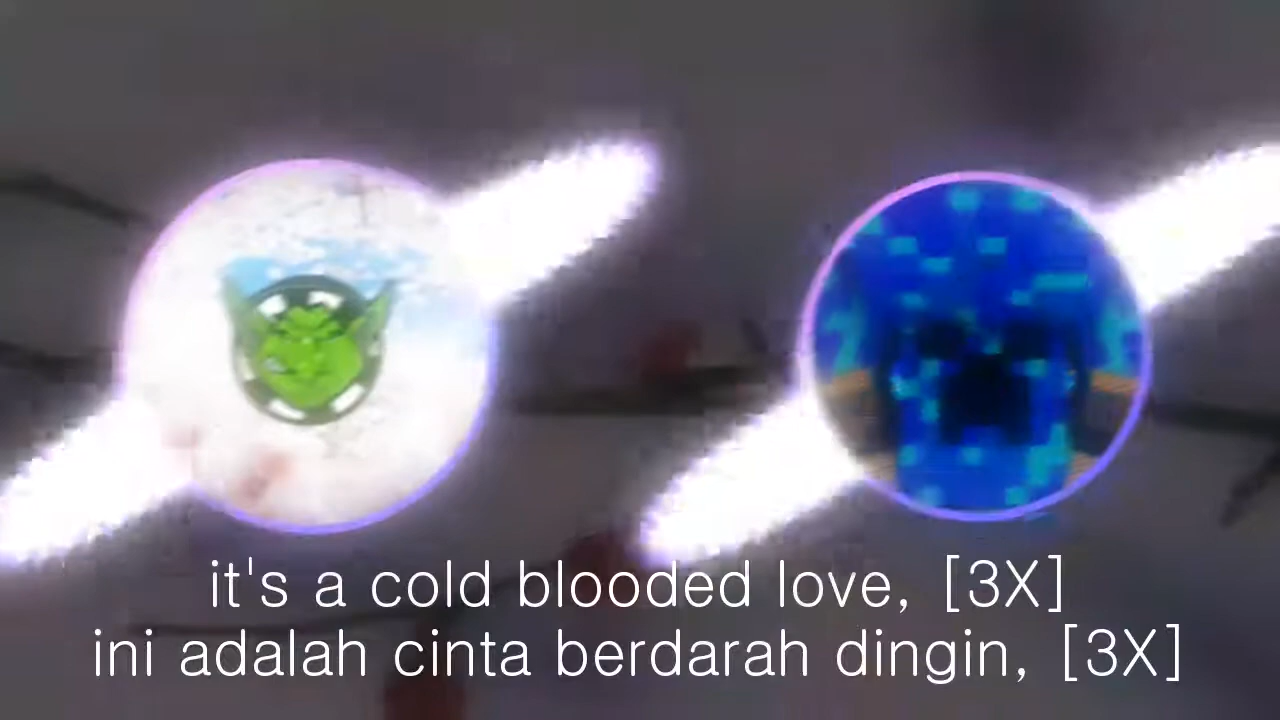 it's a cold blooded love, [3X]
ini adalah cinta berdarah dingin, [3X]